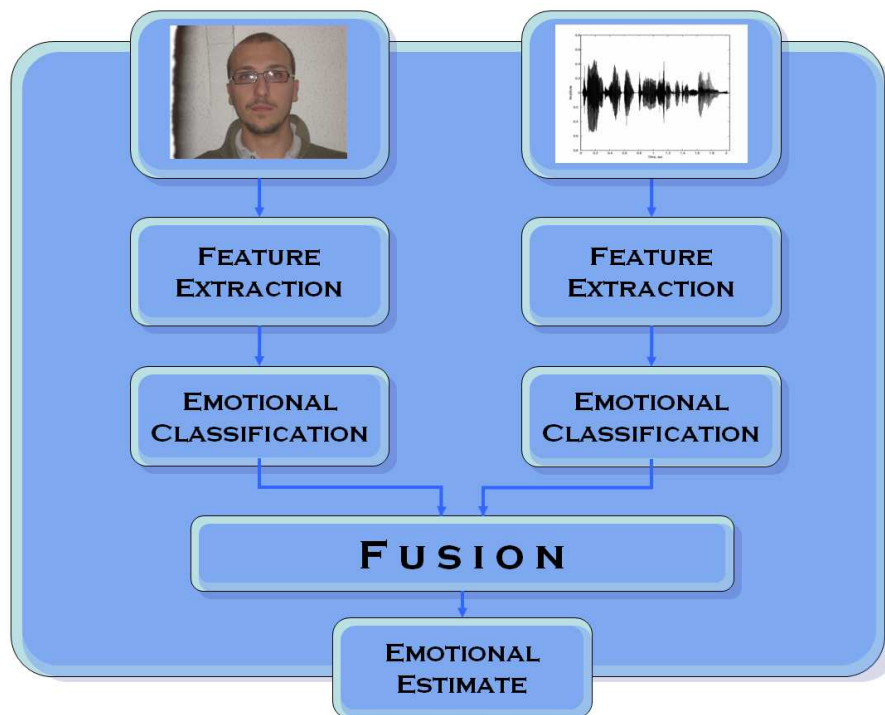 FEATURE
EXTRACTION
FEATURE
EXTRACTION
EMOTIONAL
CLASSIFICATION
EMOTIONAL
CLASSIFICATION
FUSION
EMOTIONAL
ESTIMATE